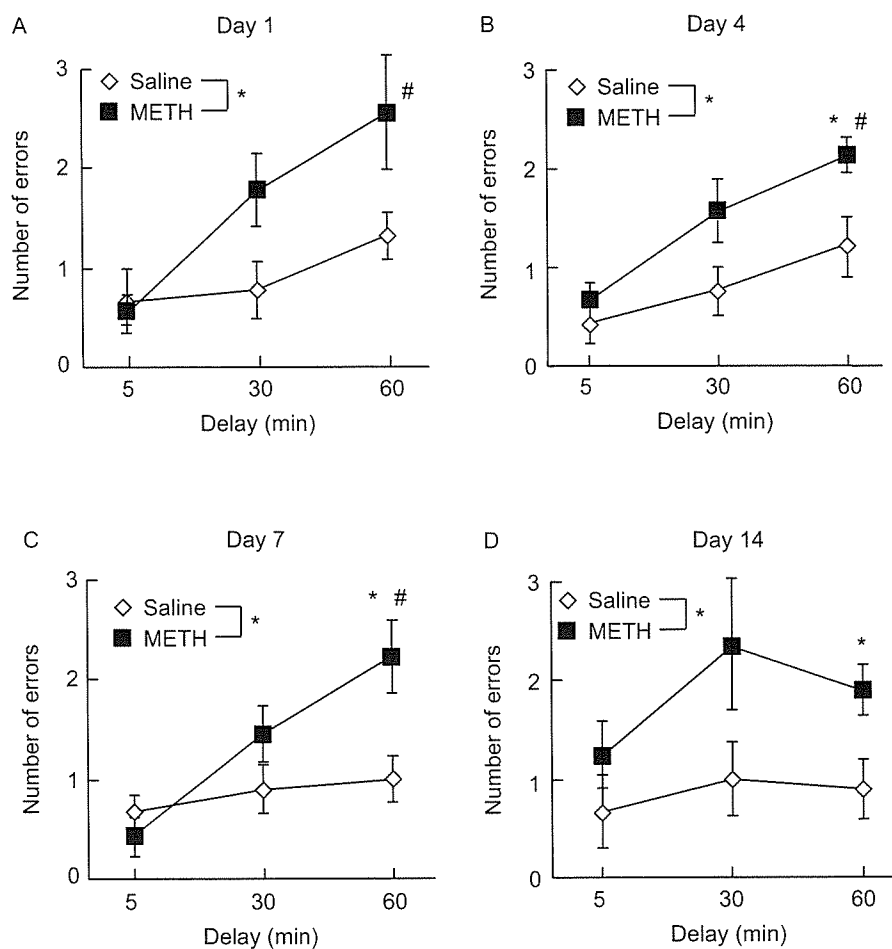 A
Day 1
Number of errors
3
2
1
0
Saline
METH
*
#
5 30 60
Delay (min)
B
Day 4
Number of errors
3
2
1
0
Saline
METH
*
* #
5 30 60
Delay (min)
C
Day 7
Number of errors
3
2
1
0
Saline
METH
*
* #
5 30 60
Delay (min)
D
Day 14
Number of errors
3
2
1
0
Saline
METH
*
*
5 30 60
Delay (min)